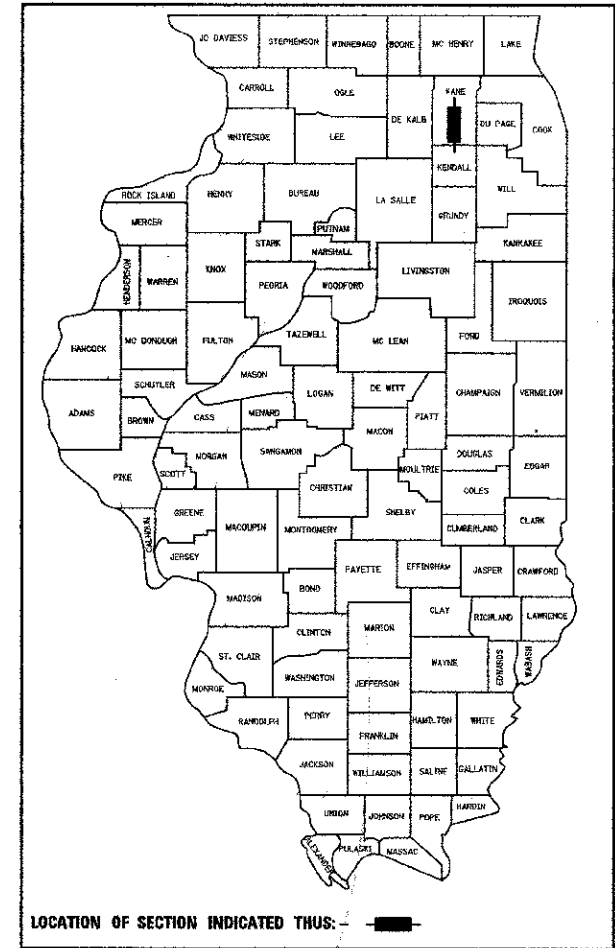 JO DAVIESS STEPHENSON WINNEBAGO BOONE MC HENRY LAKE
CARROLL OGLE DE KALB KANE DU PAGE COOK
WHITESIDE LEE KENDALL WILL
ROCK ISLAND HENRY BUREAU LA SALLE GRUNDY
MERCER PUTNAM KANKAKEE
STARK MARSHALL
HENDERSON WARREN KNOX PEORIA WOODFORD LIVINGSTON IROQUOIS
HANCOCK MC DONOUGH FULTON TAZEWELL MC LEAN FORD
MASON
SCHUYLER LOGAN DE WITT CHAMPAIGN VERMILION
ADAMS BROWN CASS MENARD MACON PIATT
MORGAN SANGAMON DOUGLAS EDGAR
PIKE SCOTT CHRISTIAN MOULTRIE COLES
GREENE MACOUPIN MONTGOMERY SHELBY CUMBERLAND CLARK
CALHOUN JERSEY FAYETTE EFFINGHAM JASPER CRAWFORD
MADISON BOND CLAY RICHLAND LAWRENCE
CLINTON MARION
ST. CLAIR WAYNE EDWARDS WABASH
WASHINGTON JEFFERSON
MONROE
RANDOLPH PERRY HAMILTON WHITE
FRANKLIN
JACKSON WILLIAMSON SALINE GALLATIN
UNION JOHNSON POPE HARDIN
ALEXANDER PULASKI MASSAC
LOCATION OF SECTION INDICATED THUS:-